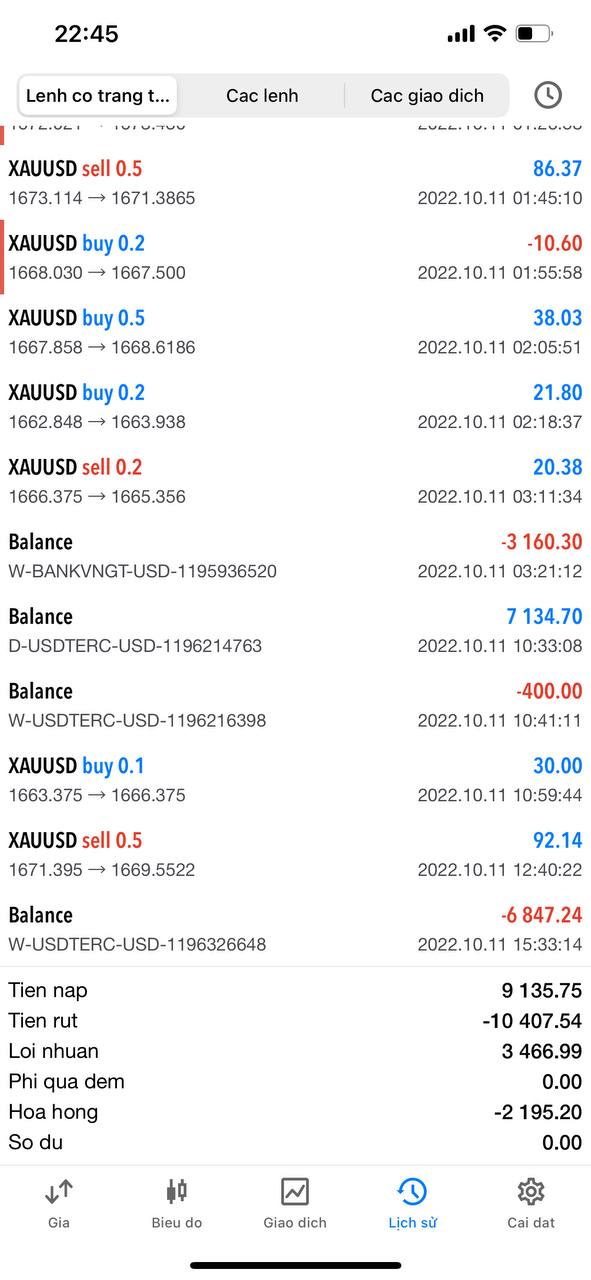 22:45
Lenh co trang t... Cac lenh Cac giao dich
XAUUSD sell 0.5 86.37
1673.114 → 1671.3865 2022.10.11 01:45:10
XAUUSD buy 0.2 -10.60
1668.030 → 1667.500 2022.10.11 01:55:58
XAUUSD buy 0.5 38.03
1667.858 → 1668.6186 2022.10.11 02:05:51
XAUUSD buy 0.2 21.80
1662.848 → 1663.938 2022.10.11 02:18:37
XAUUSD sell 0.2 20.38
1666.375 → 1665.356 2022.10.11 03:11:34
Balance -3 160.30
W-BANKVNGT-USD-1195936520 2022.10.11 03:21:12
Balance 7 134.70
D-USDTERC-USD-1196214763 2022.10.11 10:33:08
Balance -400.00
W-USDTERC-USD-1196216398 2022.10.11 10:41:11
XAUUSD buy 0.1 30.00
1663.375 → 1666.375 2022.10.11 10:59:44
XAUUSD sell 0.5 92.14
1671.395 → 1669.5522 2022.10.11 12:40:22
Balance -6 847.24
W-USDTERC-USD-1196326648 2022.10.11 15:33:14
Tien nap 9 135.75
Tien rut -10 407.54
Loi nhuan 3 466.99
Phi qua dem 0.00
Hoa hong -2 195.20
So du 0.00
Gia Bieu do Giao dich Lịch sử Cai dat